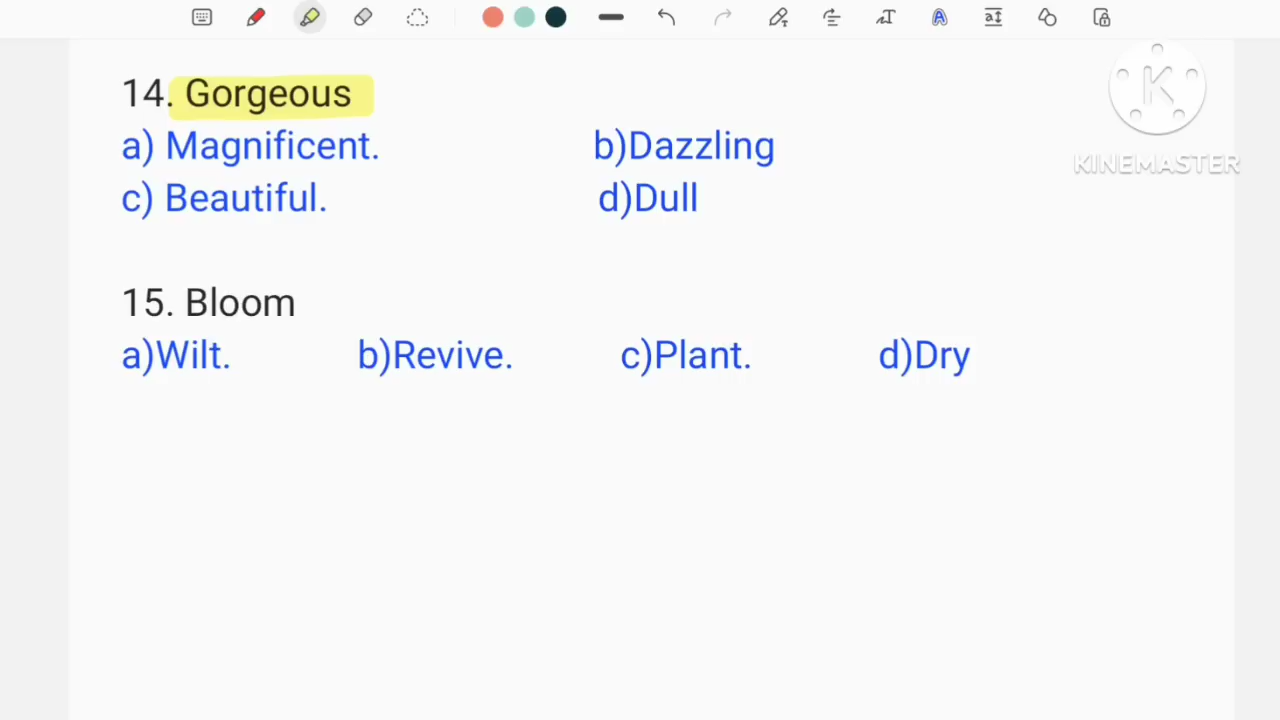 14. Gorgeous
a) Magnificent. b)Dazzling
c) Beautiful. d)Dull
15. Bloom
a)Wilt. b)Revive. c)Plant. d)Dry
K
KINEMASTER